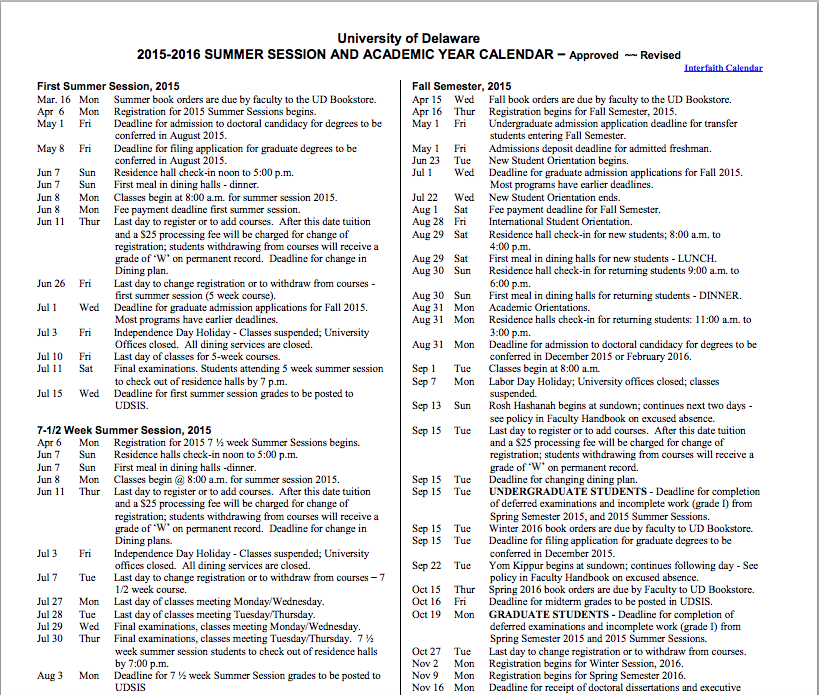 University of Delaware
2015-2016 SUMMER SESSION AND ACADEMIC YEAR CALENDAR – Approved ~~ Revised
Interfaith Calendar
First Summer Session, 2015
Mar. 16 Mon Summer book orders are due by faculty to the UD Bookstore.
Apr 6 Mon Registration for 2015 Summer Sessions begins.
May 1 Fri Deadline for admission to doctoral candidacy for degrees to be
conferred in August 2015.
May 8 Fri Deadline for filing application for graduate degrees to be
conferred in August 2015.
Jun 7 Sun Residence hall check-in noon to 5:00 p.m.
Jun 7 Sun First meal in dining halls - dinner.
Jun 8 Mon Classes begin at 8:00 a.m. for summer session 2015.
Jun 8 Mon Fee payment deadline first summer session.
Jun 11 Thur Last day to register or to add courses. After this date tuition
and a $25 processing fee will be charged for change of
registration; students withdrawing from courses will receive a
grade of ‘W’ on permanent record. Deadline for change in
Dining plan.
Jun 26 Fri Last day to change registration or to withdraw from courses -
first summer session (5 week course).
Jul 1 Wed Deadline for graduate admission applications for Fall 2015.
Most programs have earlier deadlines.
Jul 3 Fri Independence Day Holiday - Classes suspended; University
Offices closed. All dining services are closed.
Jul 10 Fri Last day of classes for 5-week courses.
Jul 11 Sat Final examinations. Students attending 5 week summer session
to check out of residence halls by 7 p.m.
Jul 15 Wed Deadline for first summer session grades to be posted to
UDSIS.
7-1/2 Week Summer Session, 2015
Apr 6 Mon Registration for 2015 7 ½ week Summer Sessions begins.
Jun 7 Sun Residence halls check-in noon to 5:00 p.m.
Jun 7 Sun First meal in dining halls -dinner.
Jun 8 Mon Classes begin @ 8:00 a.m. for summer session 2015.
Jun 11 Thur Last day to register or to add courses. After this date tuition
and a $25 processing fee will be charged for change of
registration; students withdrawing from courses will receive a
grade of ‘W’ on permanent record. Deadline for change in
Dining plans.
Jul 3 Fri Independence Day Holiday - Classes suspended; University
offices closed. All dining services are closed.
Jul 7 Tue Last day to change registration or to withdraw from courses – 7
1/2 week course.
Jul 27 Mon Last day of classes meeting Monday/Wednesday.
Jul 28 Tue Last day of classes meeting Tuesday/Thursday.
Jul 29 Wed Final examinations, classes meeting Monday/Wednesday.
Jul 30 Thur Final examinations, classes meeting Tuesday/Thursday. 7 ½
week summer session students to check out of residence halls
by 7:00 p.m.
Aug 3 Mon Deadline for 7 ½ week Summer Session grades to be posted to
UDSIS
Fall Semester, 2015
Apr 15 Wed Fall book orders are due by faculty to the UD Bookstore.
Apr 16 Thur Registration begins for Fall Semester, 2015.
May 1 Fri Undergraduate admission application deadline for transfer
students entering Fall Semester.
May 1 Fri Admissions deposit deadline for admitted freshman.
Jun 23 Tue New Student Orientation begins.
Jul 1 Wed Deadline for graduate admission applications for Fall 2015.
Most programs have earlier deadlines.
Jul 22 Wed New Student Orientation ends.
Aug 1 Sat Fee payment deadline for Fall Semester.
Aug 28 Fri International Student Orientation.
Aug 29 Sat Residence hall check-in for new students; 8:00 a.m. to
4:00 p.m.
Aug 29 Sat First meal in dining halls for new students - LUNCH.
Aug 30 Sun Residence hall check-in for returning students 9:00 a.m. to
6:00 p.m.
Aug 30 Sun First meal in dining halls for returning students - DINNER.
Aug 31 Mon Academic Orientations.
Aug 31 Mon Residence halls check-in for returning students: 11:00 a.m. to
3:00 p.m.
Aug 31 Mon Deadline for admission to doctoral candidacy for degrees to be
conferred in December 2015 or February 2016.
Sep 1 Tue Classes begin at 8:00 a.m.
Sep 7 Mon Labor Day Holiday; University offices closed; classes
suspended.
Sep 13 Sun Rosh Hashanah begins at sundown; continues next two days -
see policy in Faculty Handbook on excused absence.
Sep 15 Tue Last day to register or to add courses. After this date tuition
and a $25 processing fee will be charged for change of
registration; students withdrawing from courses will receive a
grade of ‘W’ on permanent record.
Sep 15 Tue Deadline for changing dining plan.
Sep 15 Tue UNDERGRADUATE STUDENTS - Deadline for completion
of deferred examinations and incomplete work (grade I) from
Spring Semester 2015, and 2015 Summer Sessions.
Sep 15 Tue Winter 2016 book orders are due by faculty to UD Bookstore.
Sep 15 Tue Deadline for filing application for graduate degrees to be
conferred in December 2015.
Sep 22 Tue Yom Kippur begins at sundown; continues following day - See
policy in Faculty Handbook on excused absence.
Oct 15 Thur Spring 2016 book orders are due by Faculty to UD Bookstore.
Oct 16 Fri Deadline for midterm grades to be posted in UDSIS.
Oct 19 Mon GRADUATE STUDENTS - Deadline for completion of
deferred examinations and incomplete work (grade I) from
Spring Semester 2015 and 2015 Summer Sessions.
Oct 27 Tue Last day to change registration or to withdraw from courses.
Nov 2 Mon Registration begins for Winter Session, 2016.
Nov 9 Mon Registration begins for Spring Semester 2016.
Nov 16 Mon Deadline for receipt of doctoral dissertations and executive